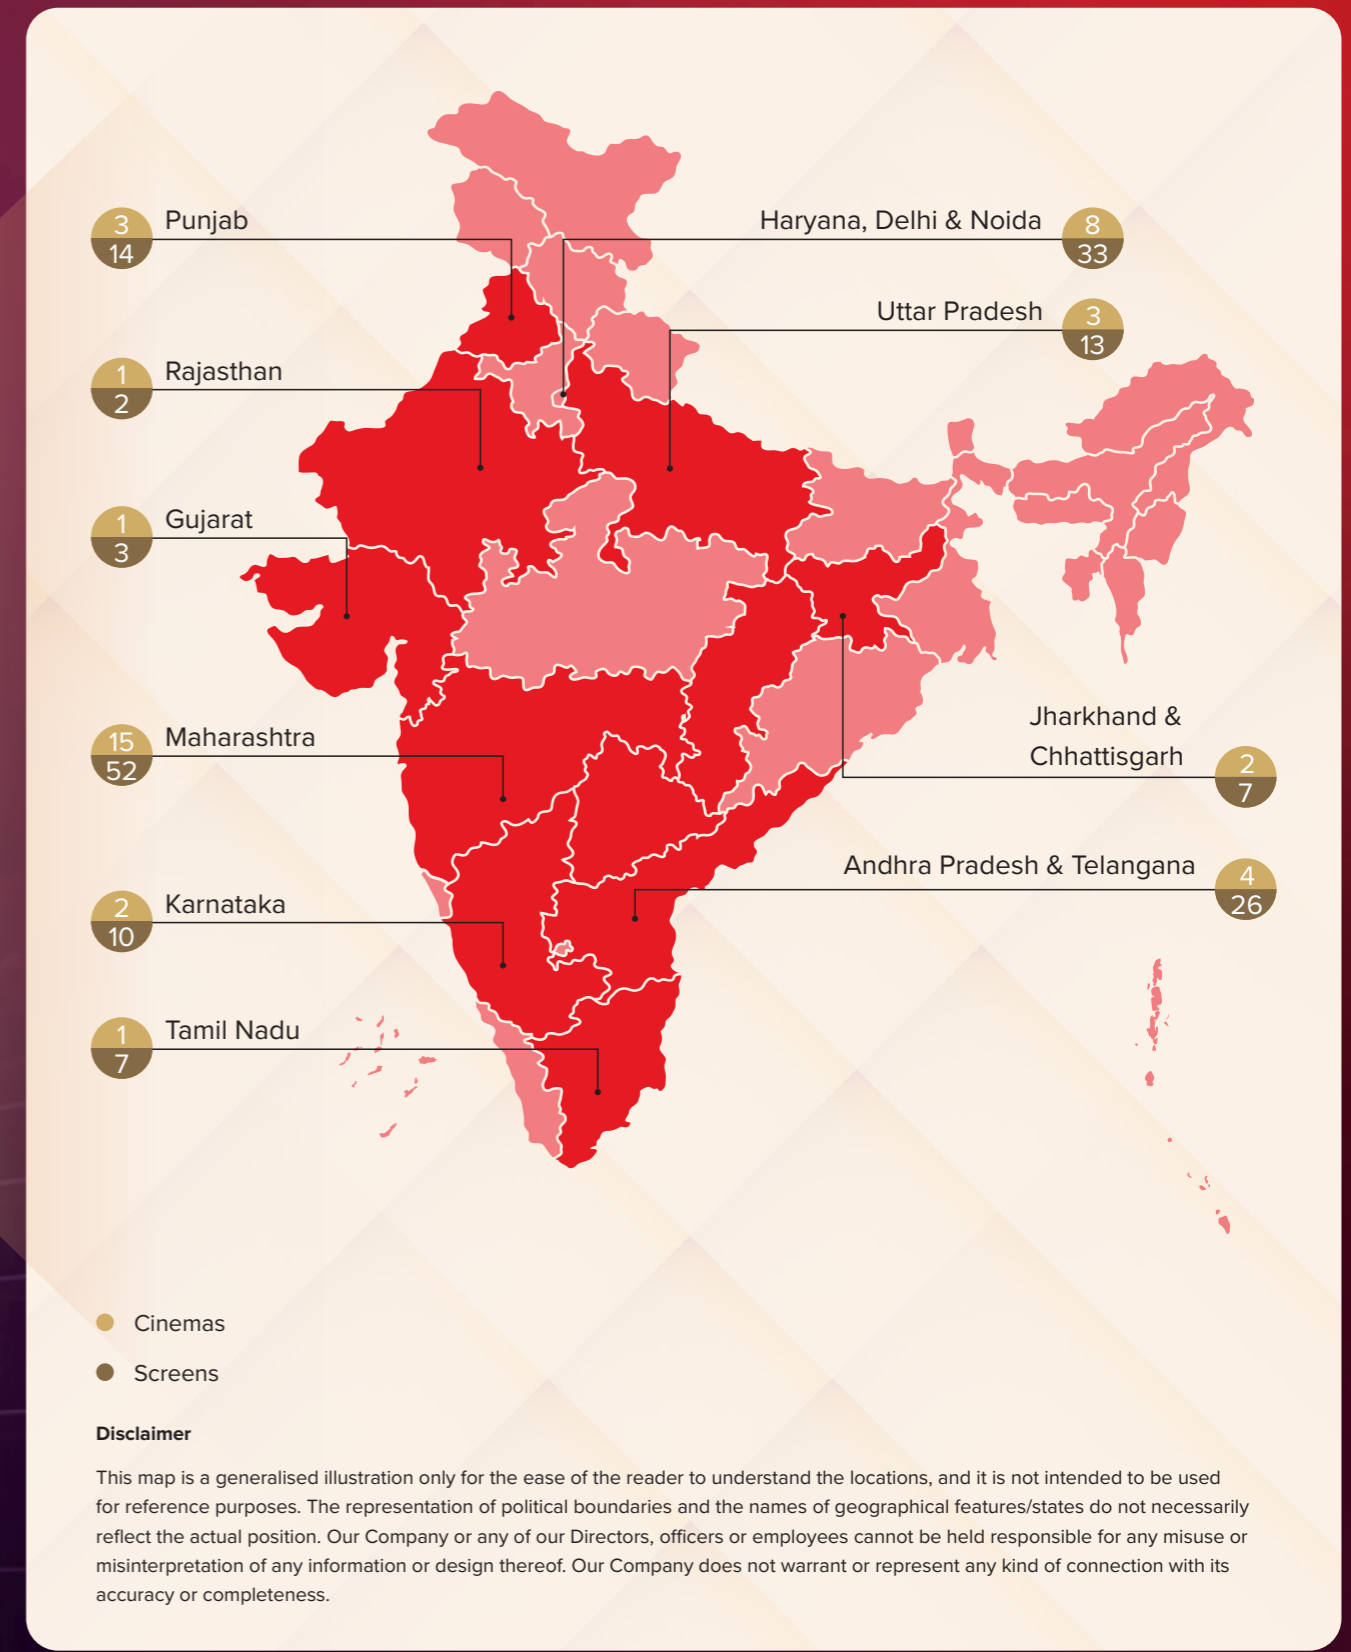 3
14
Punjab
Haryana, Delhi & Noida
8
33
Uttar Pradesh
3
13
1
2
Rajasthan
1
3
Gujarat
15
52
Maharashtra
Jharkhand &
Chhattisgarh
2
7
Andhra Pradesh & Telangana
4
26
2
10
Karnataka
1
7
Tamil Nadu
Cinemas
Screens
Disclaimer
This map is a generalised illustration only for the ease of the reader to understand the locations, and it is not intended to be used
for reference purposes. The representation of political boundaries and the names of geographical features/states do not necessarily
reflect the actual position. Our Company or any of our Directors, officers or employees cannot be held responsible for any misuse or
misinterpretation of any information or design thereof. Our Company does not warrant or represent any kind of connection with its
accuracy or completeness.